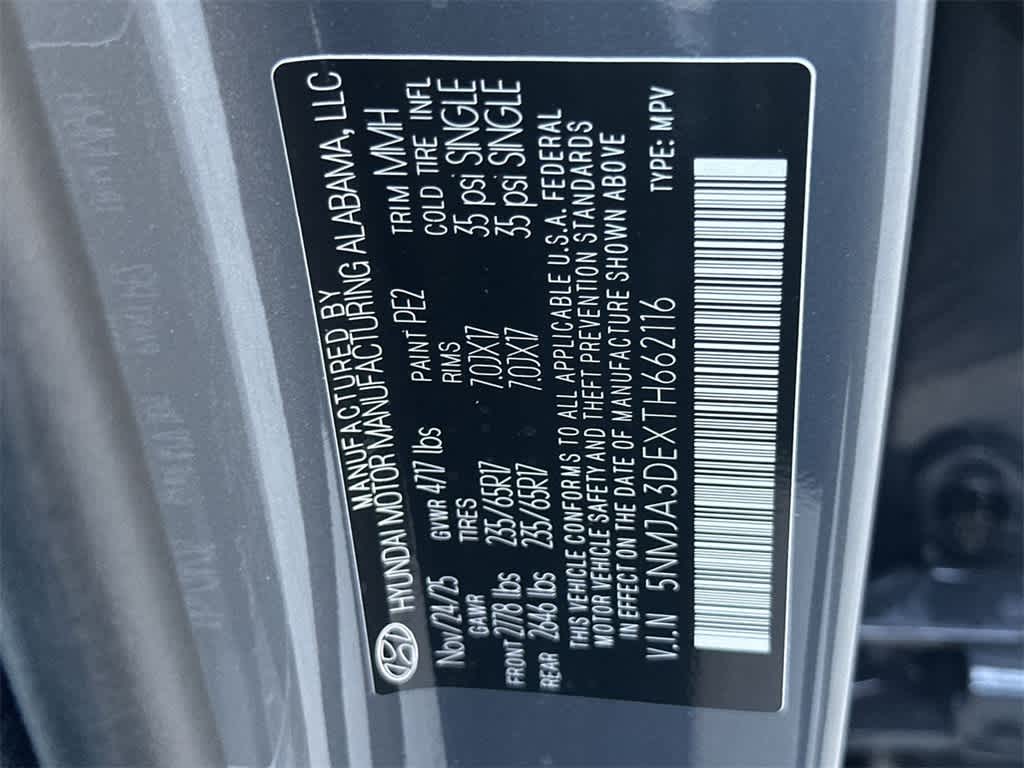 MANUFACTURED BY
HYUNDAI MOTOR MANUFACTURING ALABAMA, LLC
Nov/24/25 GVWR 4717 lbs PAINT PE2 TRIM MMH
GAWR TIRES RIMS COLD TIRE INFL
FRONT 2778 lbs 235/65R17 7.0JX17 35 psi SINGLE
REAR 2646 lbs 235/65R17 7.0JX17 35 psi SINGLE
THIS VEHICLE CONFORMS TO ALL APPLICABLE U.S.A. FEDERAL
MOTOR VEHICLE SAFETY AND THEFT PREVENTION STANDARDS
IN EFFECT ON THE DATE OF MANUFACTURE SHOWN ABOVE
V.I.N 5NMJA3DEXTH662116 TYPE: MPV